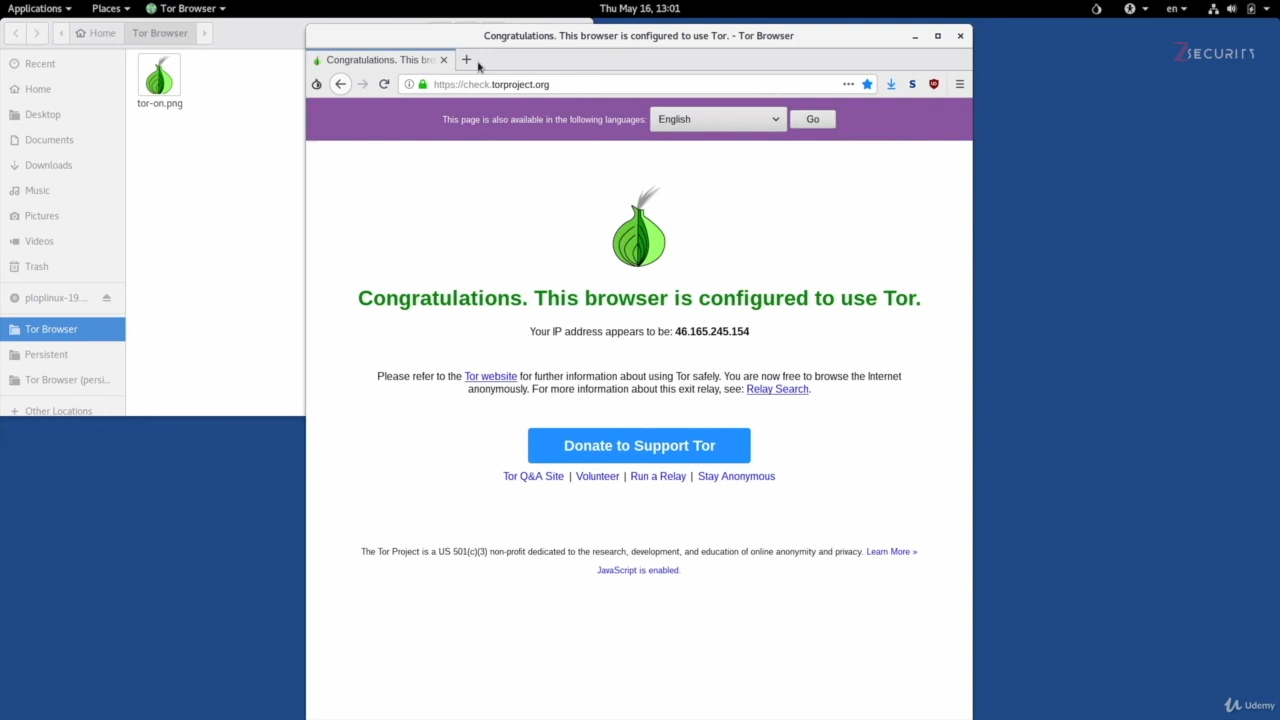 Applications
Places
Tor Browser
Thu May 16, 13:01
en
Home
Tor Browser
Recent
Home
Desktop
Documents
Downloads
Music
Pictures
Videos
Trash
ploplinux-19....
Tor Browser
Persistent
Tor Browser (persi...
Other Locations
tor-on.png
Congratulations. This browser is configured to use Tor. - Tor Browser
Congratulations. This bro
https://check.torproject.org
S
This page is also available in the following languages:
English
Go
Congratulations. This browser is configured to use Tor.
Your IP address appears to be: 46.165.245.154
Please refer to the Tor website for further information about using Tor safely. You are now free to browse the Internet
anonymously. For more information about this exit relay, see: Relay Search.
Donate to Support Tor
Tor Q&A Site | Volunteer | Run a Relay | Stay Anonymous
The Tor Project is a US 501(c)(3) non-profit dedicated to the research, development, and education of online anonymity and privacy. Learn More »
JavaScript is enabled.
ZSECURITY
Udemy